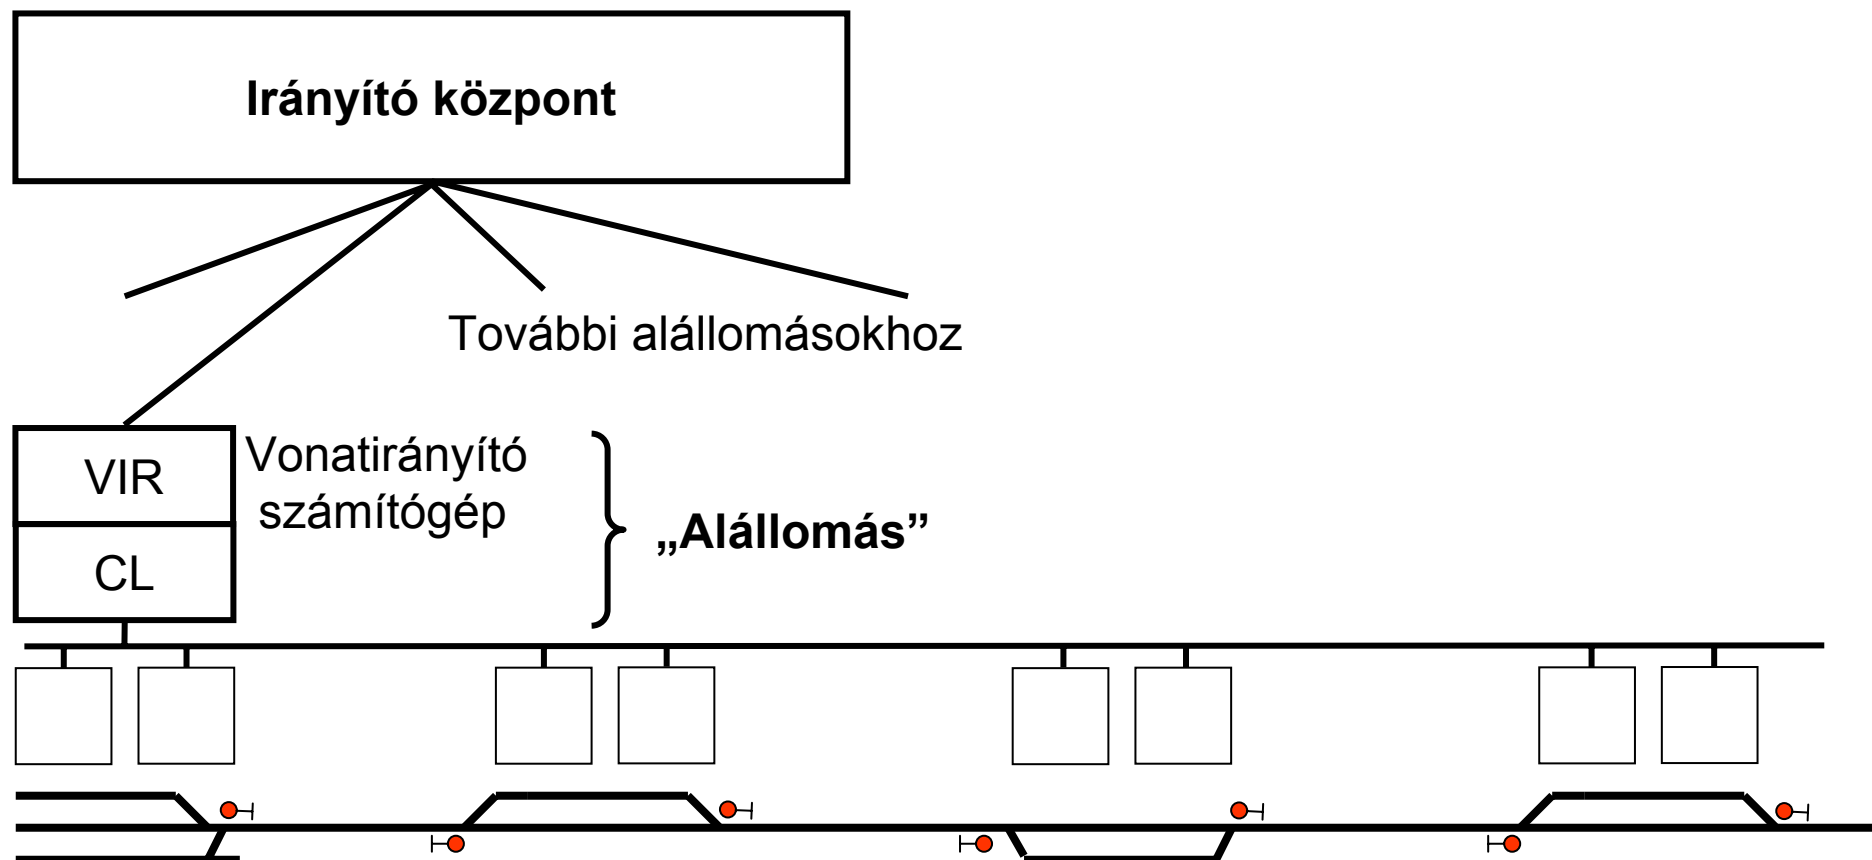 Irányító központ
További alállomásokhoz
VIR
Vonatirányító
számítógép
„Alállomás”
CL